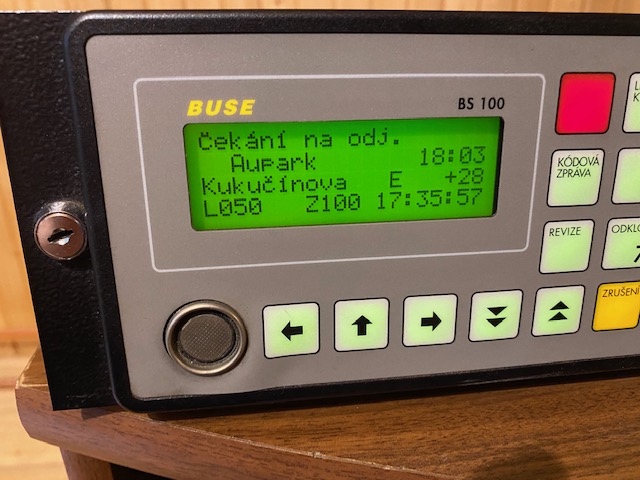 BUSE
BS 100
Čekání na odj.
Aupark 18:03
Kukučínova E +28
L050 Z100 17:35:57
KÓDOVÁ
ZPRÁVA
REVIZE
ZRUŠENÍ